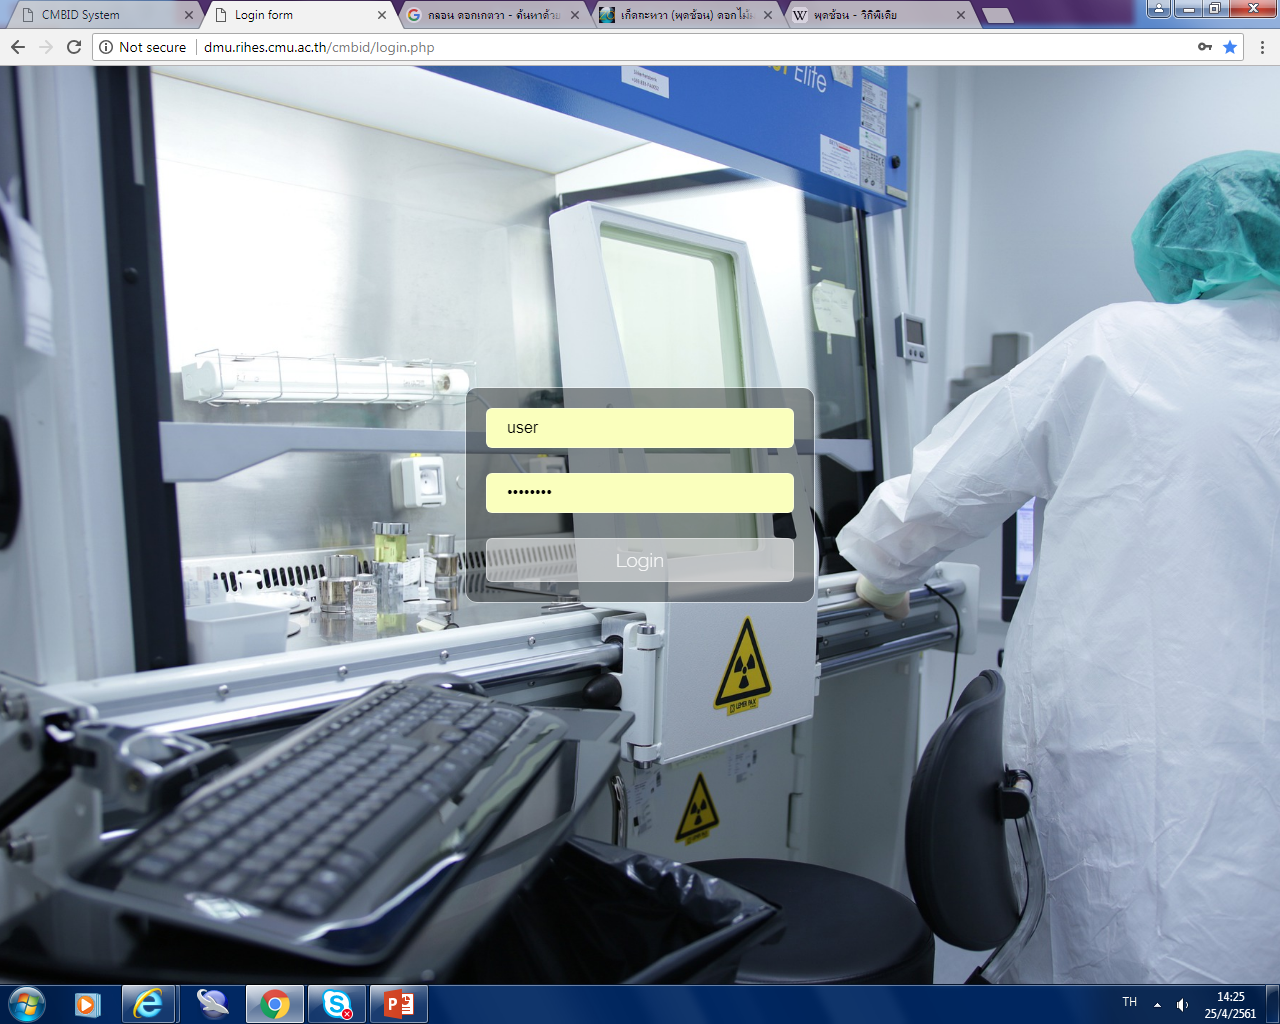 CMBID System
Login form
กลอน ดอกเกตวา - ค้นหาด้วย
เก็ดถะหวา (พุดซ้อน) ดอกไม้
พุดซ้อน - วิกิพีเดีย
Not secure
dmu.rihes.cmu.ac.th/cmbid/login.php
Elite
user
••••••••
Login
TH
14:25
25/4/2561